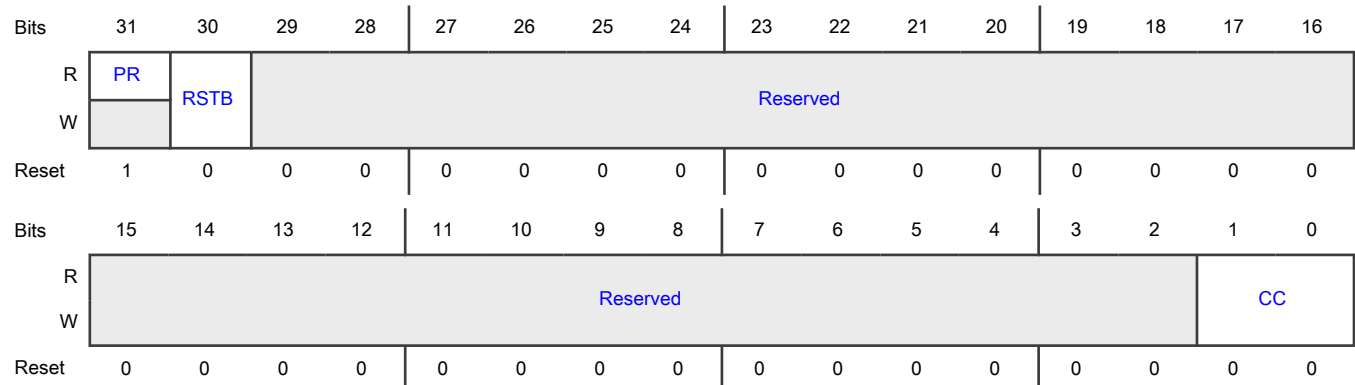 Bits 31 30 29 28 27 26 25 24 23 22 21 20 19 18 17 16
R PR
RSTB Reserved
W
Reset 1 0 0 0 0 0 0 0 0 0 0 0 0 0 0 0
Bits 15 14 13 12 11 10 9 8 7 6 5 4 3 2 1 0
R
Reserved CC
W
Reset 0 0 0 0 0 0 0 0 0 0 0 0 0 0 0 0